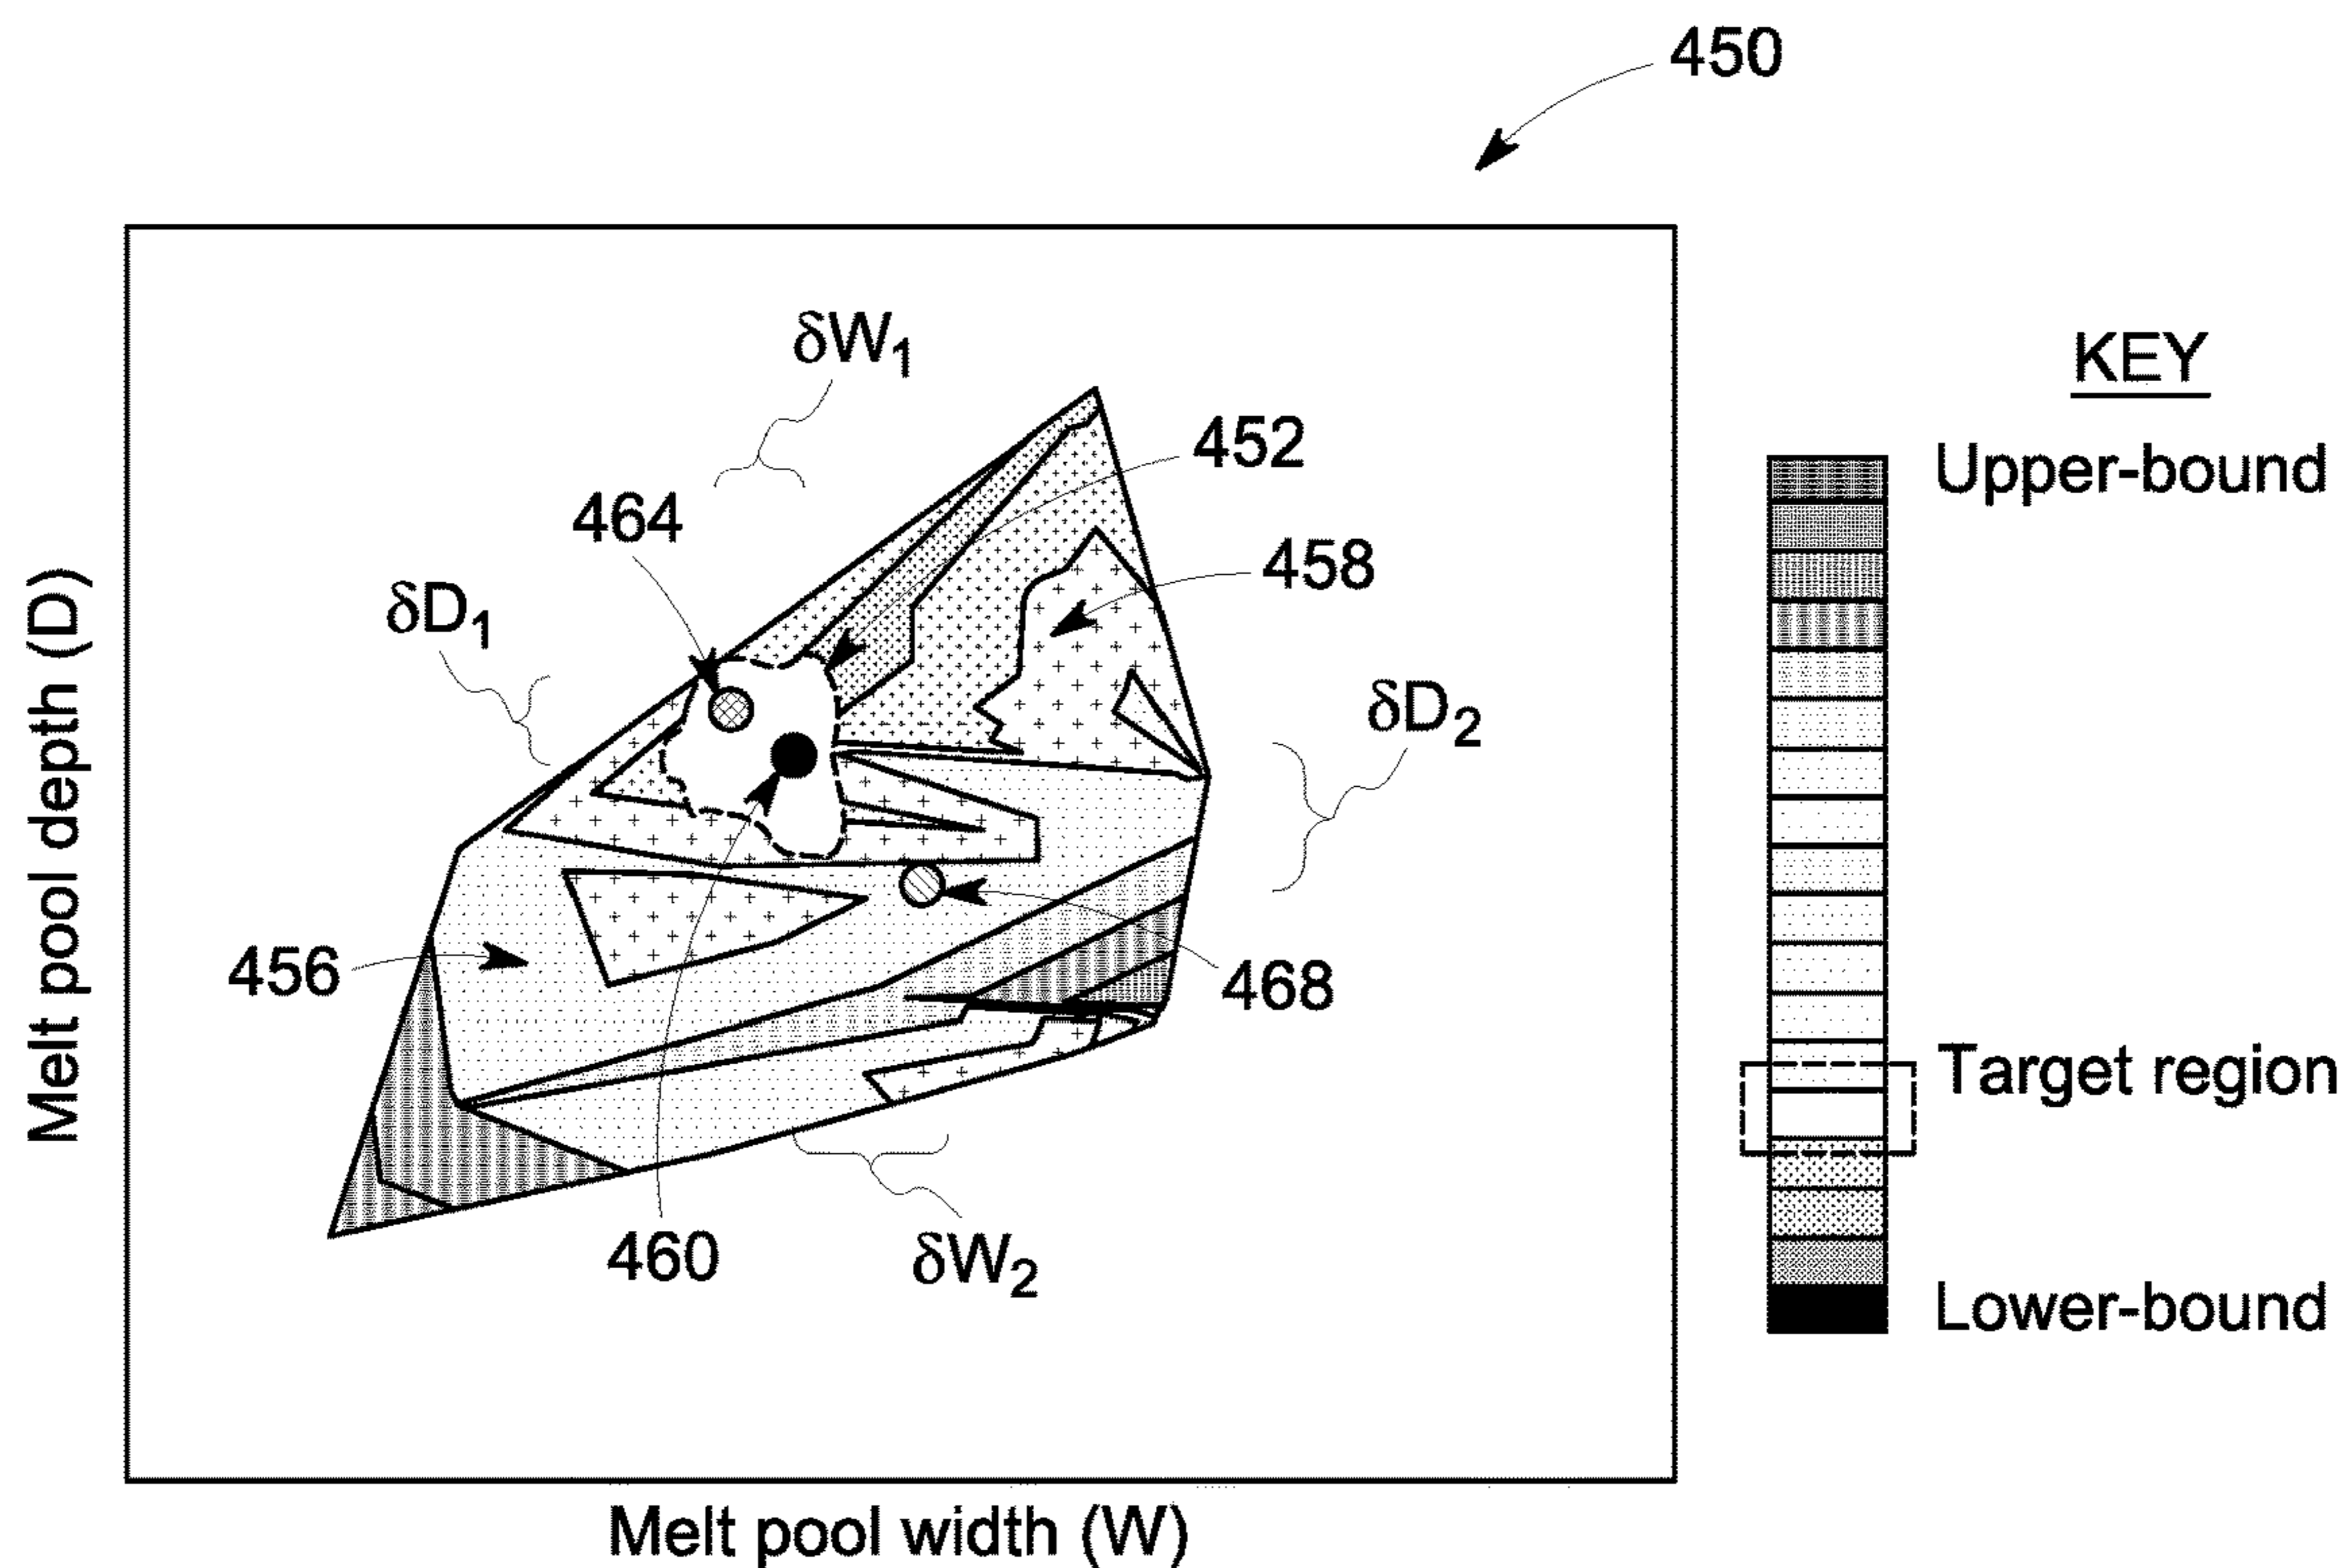 450
δW1
KEY
452
Upper-bound
464
458
δD1
δD2
Melt pool depth (D)
456
468
Target region
460
δW2
Lower-bound
Melt pool width (W)